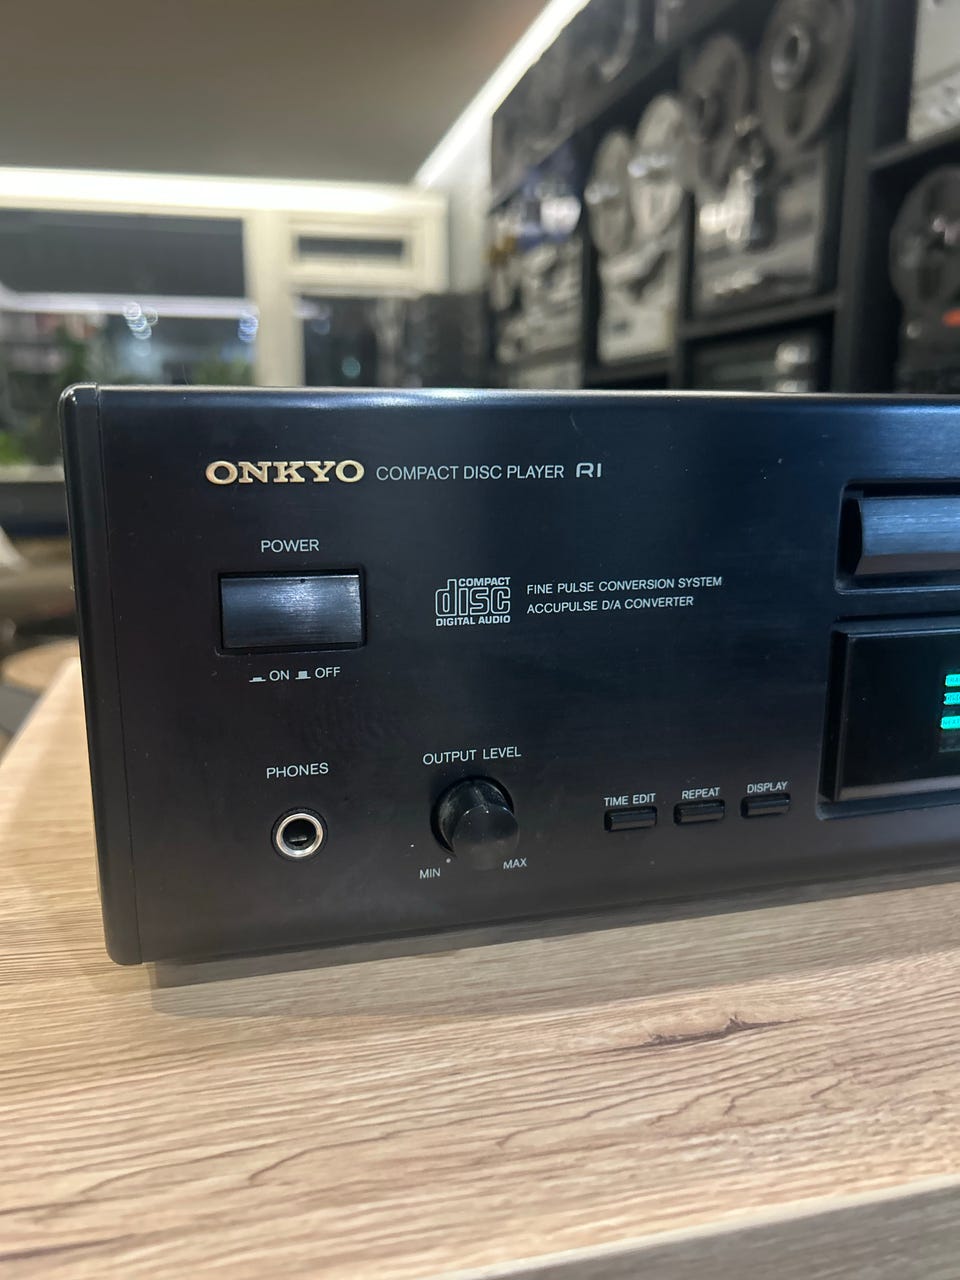 ONKYO COMPACT DISC PLAYER RI
POWER
ON OFF
COMPACT
disc
DIGITAL AUDIO
FINE PULSE CONVERSION SYSTEM
ACCUPULSE D/A CONVERTER
PHONES
OUTPUT LEVEL
MIN MAX
TIME EDIT
REPEAT
DISPLAY